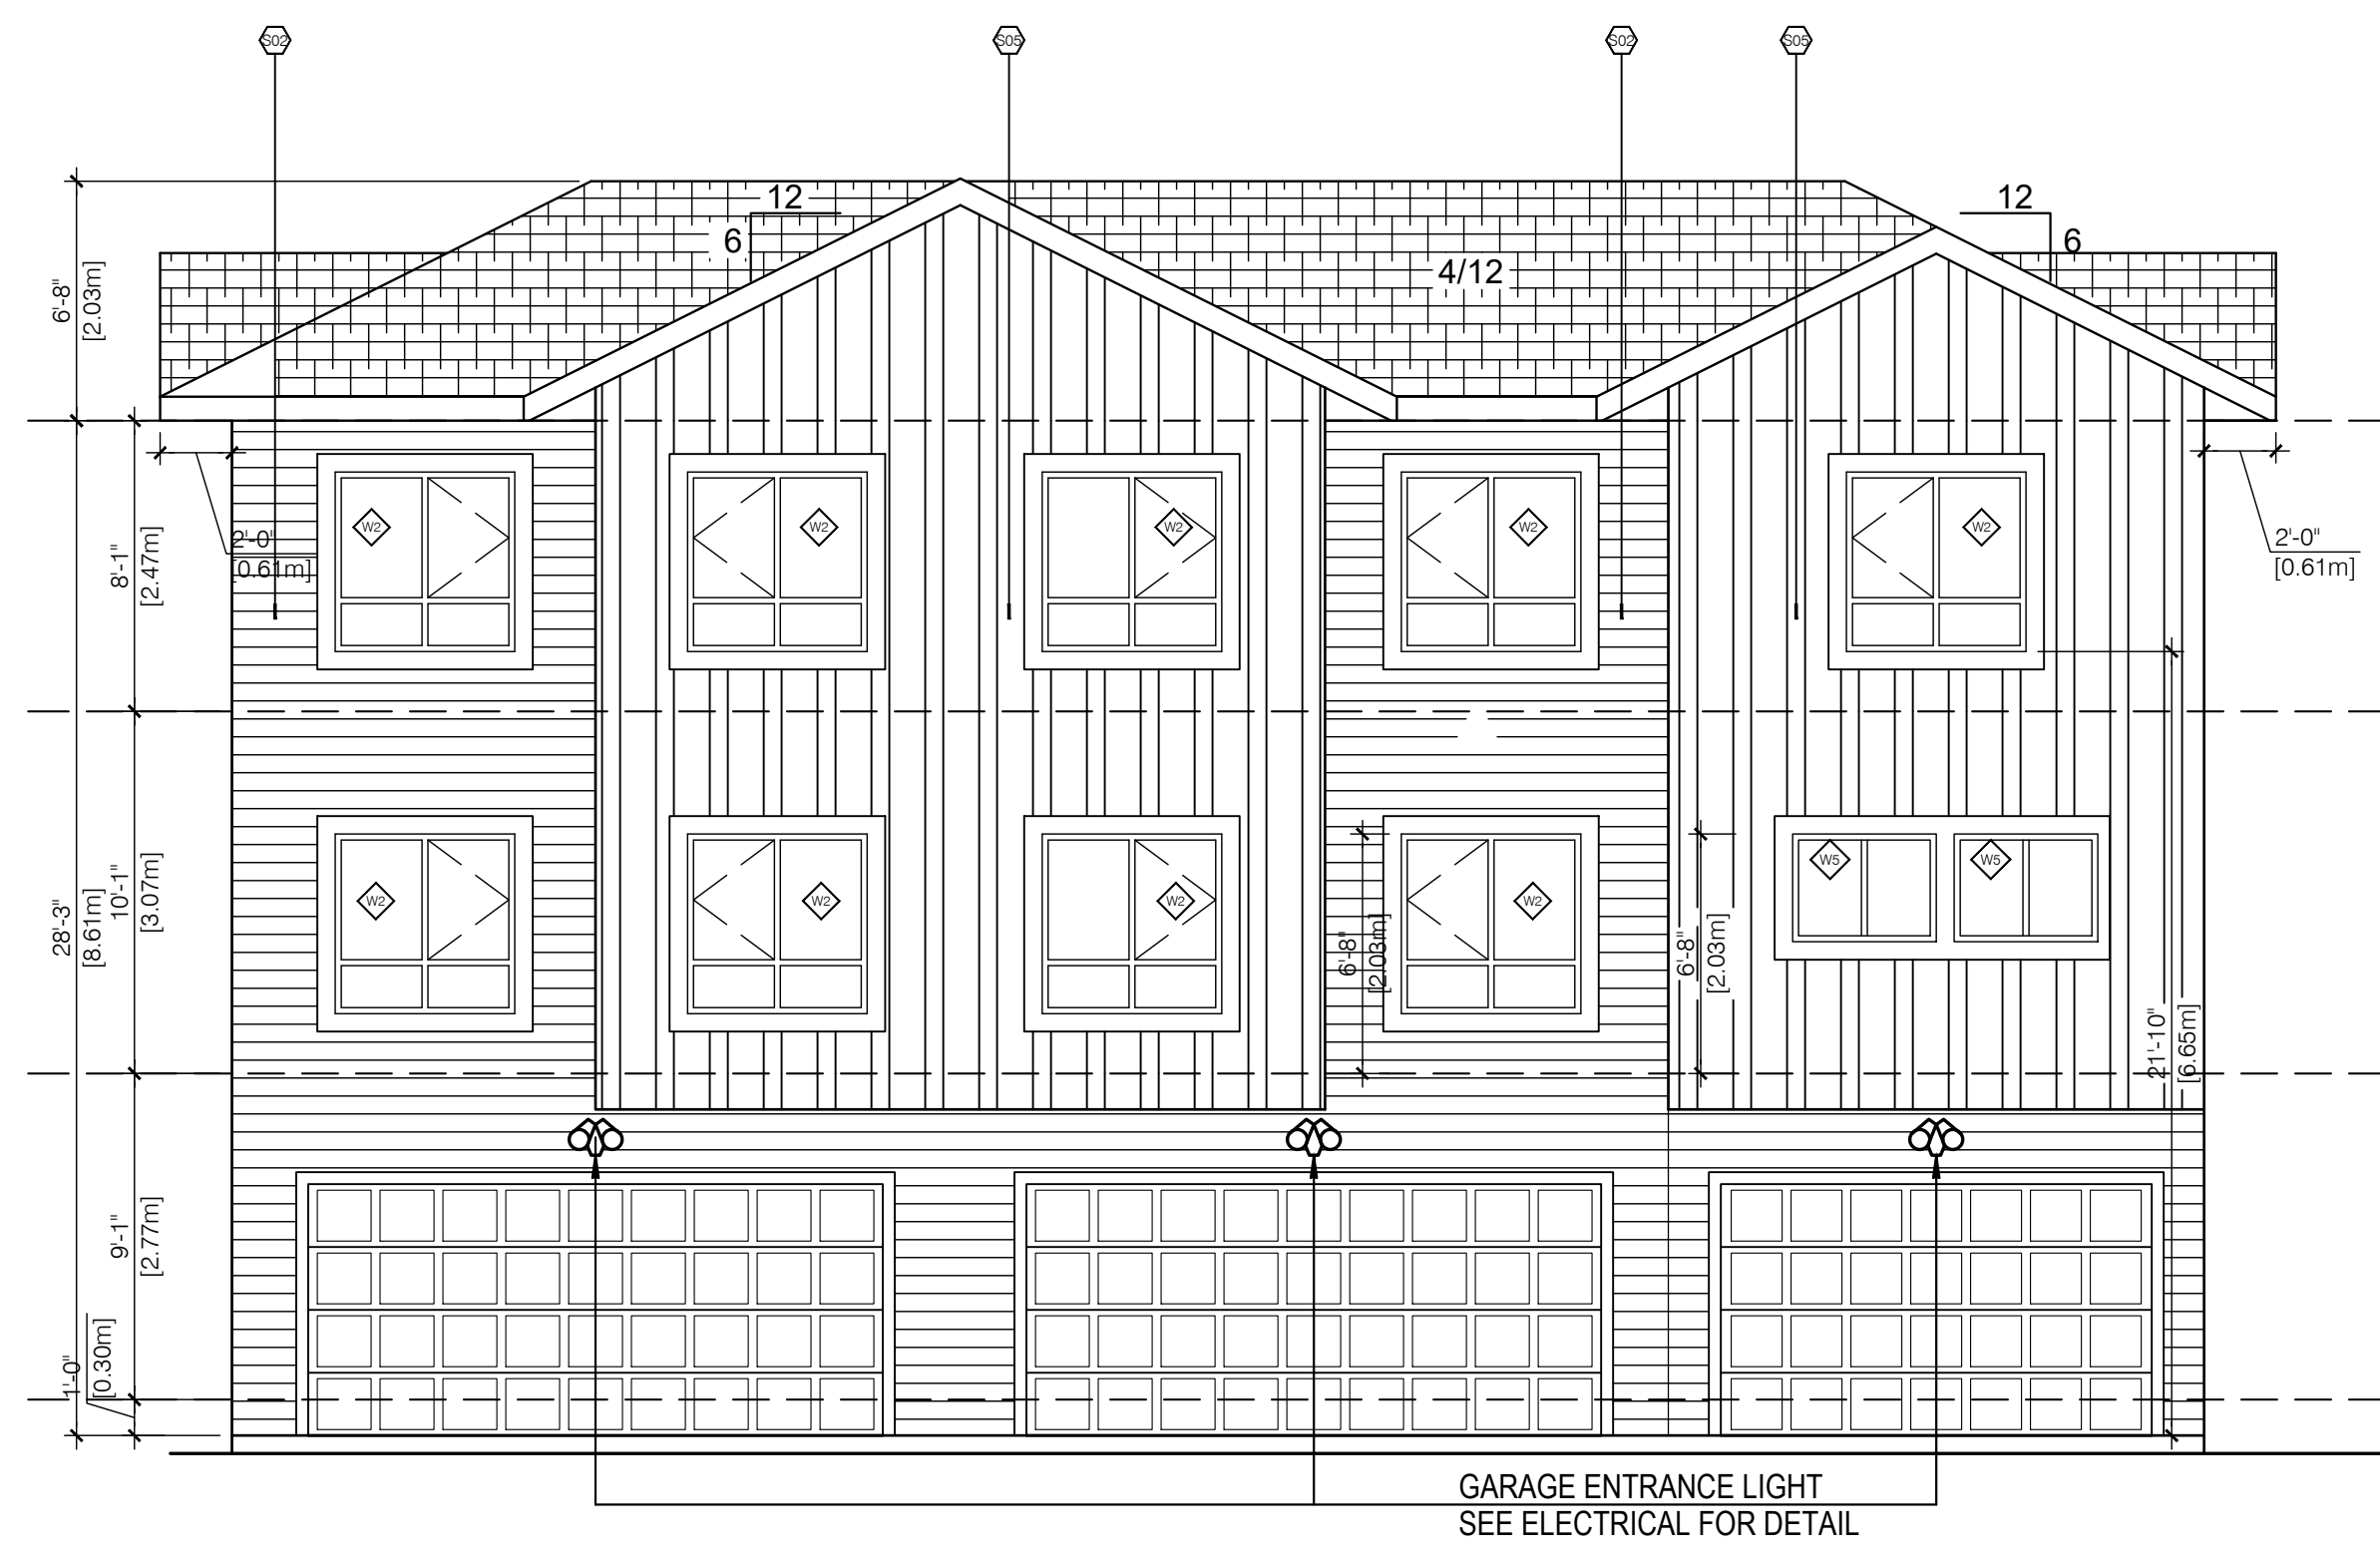 S02
S05
S02
S05
12
6
12
6
4/12
6'-8"
[2.03m]
2'-0"
[0.61m]
2'-0"
[0.61m]
8'-1"
[2.47m]
W2
W2
W2
W2
W2
28'-3"
[8.61m]
10'-1"
[3.07m]
W2
W2
W2
W2
W5
W5
6'-8"
[2.03m]
6'-8"
[2.03m]
21'-10"
[6.65m]
9'-1"
[2.77m]
1'-0"
[0.30m]
GARAGE ENTRANCE LIGHT
SEE ELECTRICAL FOR DETAIL